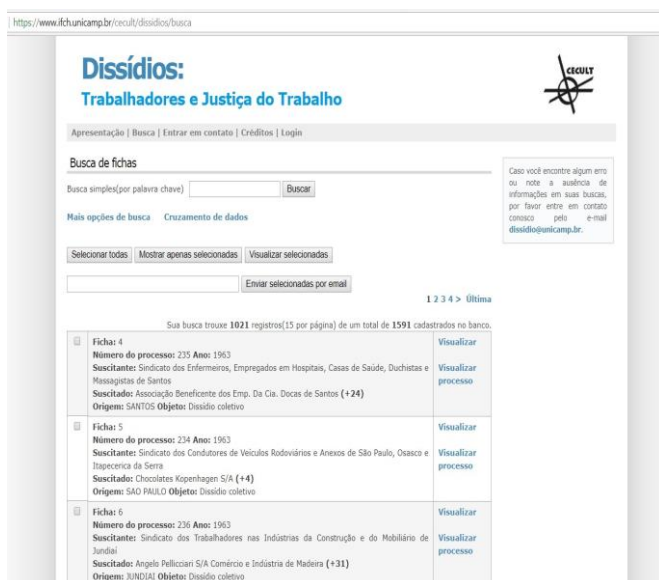 https://www.ifch.unicamp.br/cecult/dissidios/busca
Dissídios:
Trabalhadores e Justiça do Trabalho
CECULT
Apresentação | Busca | Entrar em contato | Créditos | Login
Busca de fichas
Busca simples(por palavra chave) Buscar
Mais opções de busca Cruzamento de dados
Selecionar todas Mostrar apenas selecionadas Visualizar selecionadas
Enviar selecionadas por email
1 2 3 4 > Última
Sua busca trouxe 1021 registros(15 por página) de um total de 1591 cadastrados no banco.
Ficha: 4
Número do processo: 235 Ano: 1963
Suscitante: Sindicato dos Enfermeiros, Empregados em Hospitais, Casas de Saúde, Duchistas e
Massagistas de Santos
Suscitado: Associação Beneficente dos Emp. Da Cia. Docas de Santos (+24)
Origem: SANTOS Objeto: Dissídio coletivo
Visualizar
Visualizar
processo
Ficha: 5
Número do processo: 234 Ano: 1963
Suscitante: Sindicato dos Condutores de Veículos Rodoviários e Anexos de São Paulo, Osasco e
Itapecerica da Serra
Suscitado: Chocolates Kopenhagen S/A (+4)
Origem: SAO PAULO Objeto: Dissídio coletivo
Visualizar
Visualizar
processo
Ficha: 6
Número do processo: 236 Ano: 1963
Suscitante: Sindicato dos Trabalhadores nas Indústrias da Construção e do Mobiliário de
Jundiaí
Suscitado: Angelo Pellicciari S/A Comércio e Indústria de Madeira (+31)
Origem: JUNDIAÍ Objeto: Dissídio coletivo
Visualizar
Visualizar
processo
Caso você encontre algum erro
ou note a ausência de
informações em suas buscas,
por favor entre em contato
conosco pelo e-mail
dissidio@unicamp.br.